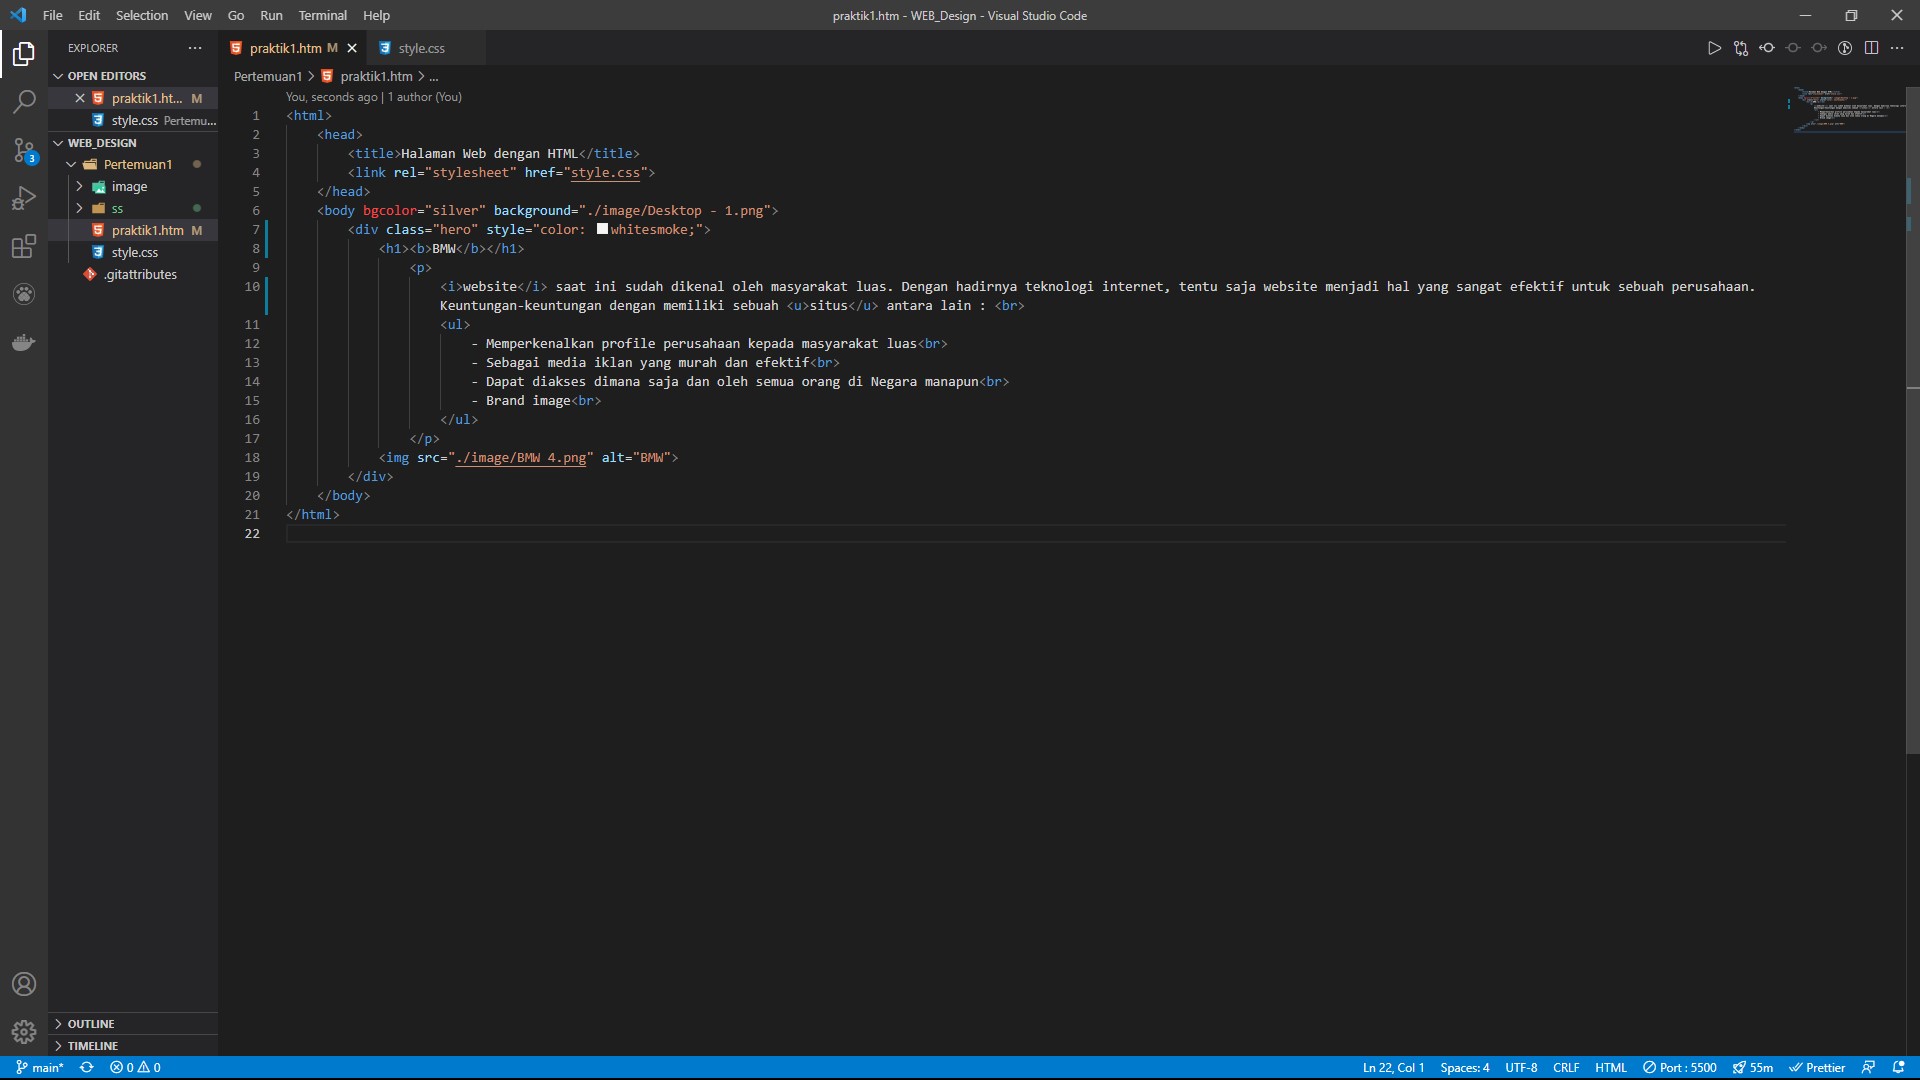 File Edit Selection View Go Run Terminal Help
praktik1.htm - WEB_Design - Visual Studio Code
EXPLORER
OPEN EDITORS
praktik1.ht... M
style.css Pertemu...
WEB_DESIGN
Pertemuan1
image
ss
praktik1.htm M
style.css
.gitattributes
OUTLINE
TIMELINE
3
praktik1.htm M
style.css
Pertemuan1 > praktik1.htm > ...
You, seconds ago | 1 author (You)
1 <html>
2 <head>
3 <title>Halaman Web dengan HTML</title>
4 <link rel="stylesheet" href="style.css">
5 </head>
6 <body bgcolor="silver" background="./image/Desktop - 1.png">
7 <div class="hero" style="color: whitesmoke;">
8 <h1><b>BMW</b></h1>
9 <p>
10 <i>website</i> saat ini sudah dikenal oleh masyarakat luas. Dengan hadirnya teknologi internet, tentu saja website menjadi hal yang sangat efektif untuk sebuah perusahaan.
Keuntungan-keuntungan dengan memiliki sebuah <u>situs</u> antara lain : <br>
11 <ul>
12 - Memperkenalkan profile perusahaan kepada masyarakat luas<br>
13 - Sebagai media iklan yang murah dan efektif<br>
14 - Dapat diakses dimana saja dan oleh semua orang di Negara manapun<br>
15 - Brand image<br>
16 </ul>
17 </p>
18 <img src="./image/BMW 4.png" alt="BMW">
19 </div>
20 </body>
21 </html>
22
main* 0 0
Ln 22, Col 1 Spaces: 4 UTF-8 CRLF HTML Port : 5500 55m Prettier